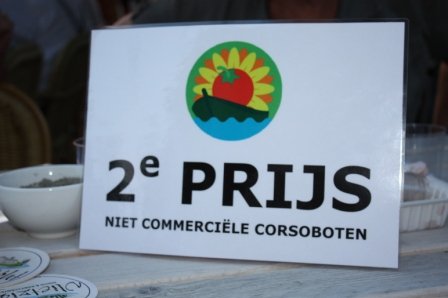 2e PRIJS
NIET COMMERCIËLE CORSOBOTEN